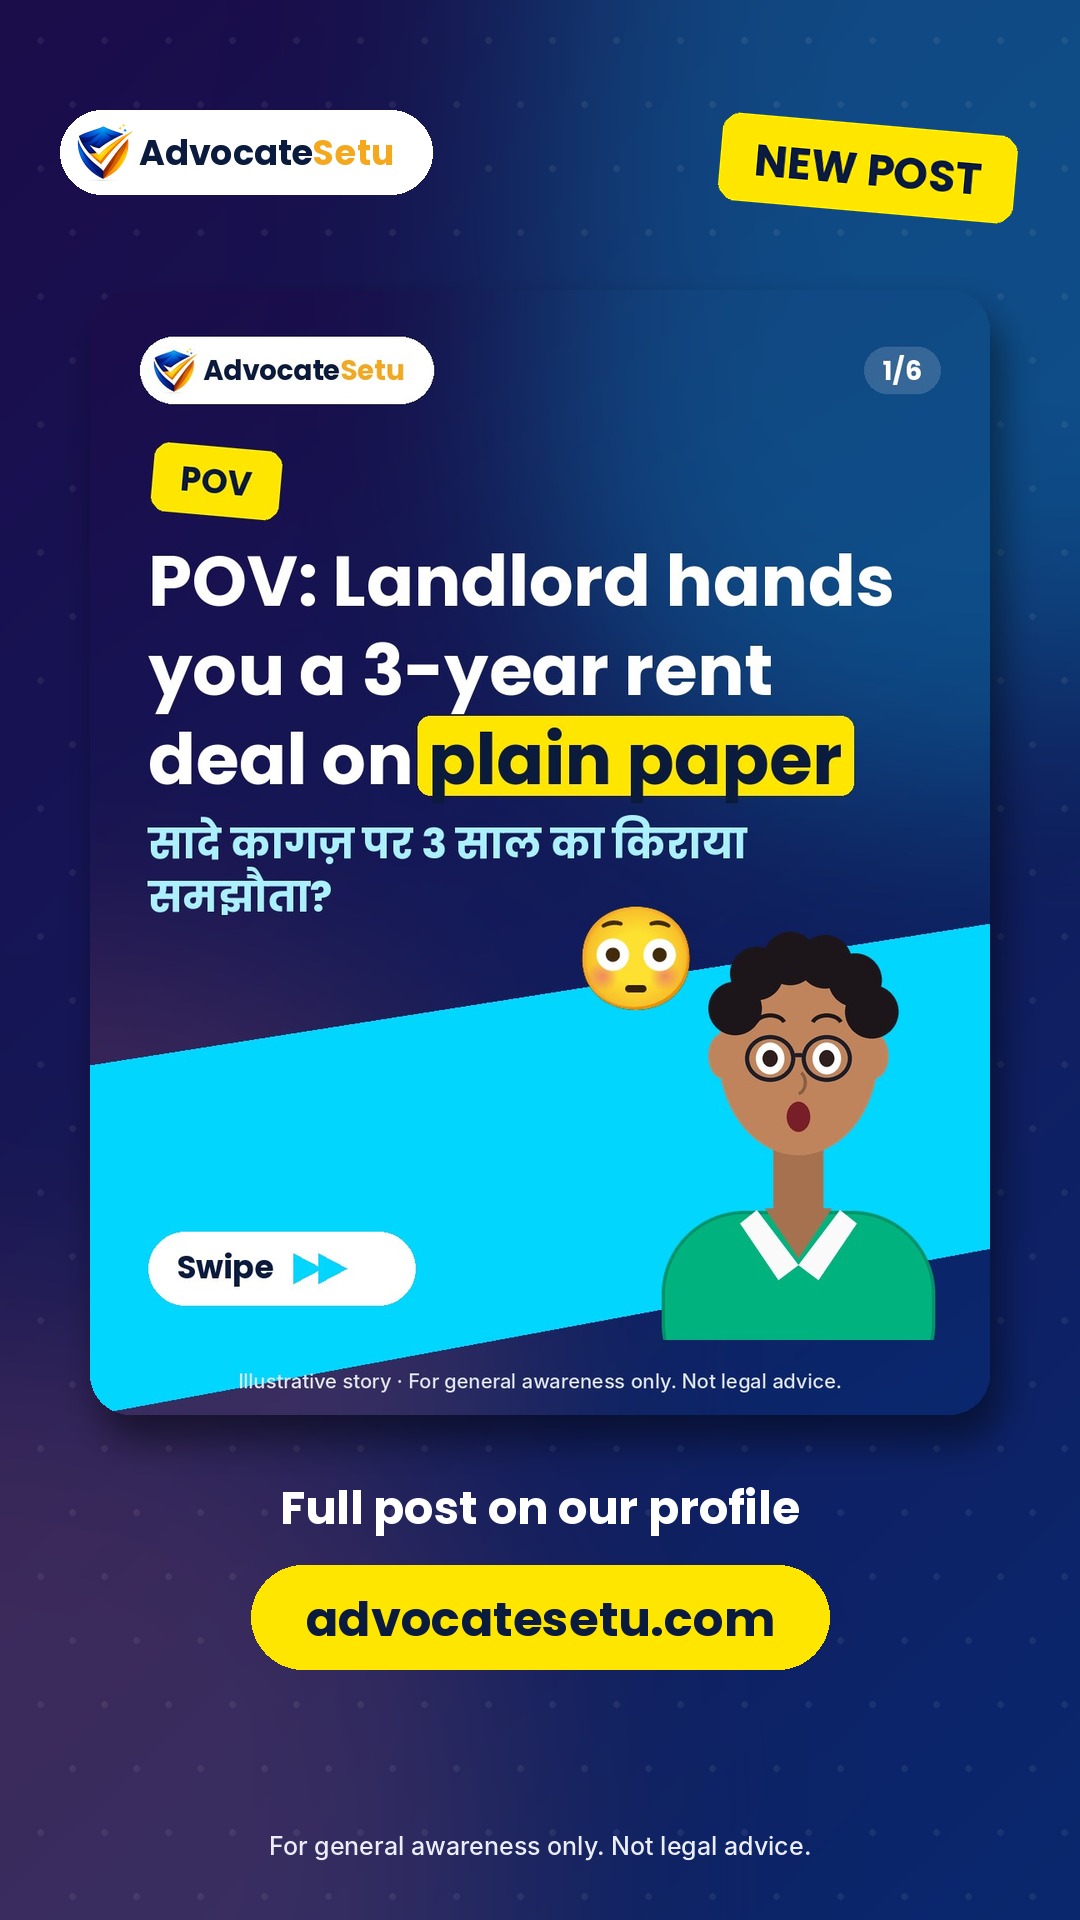 AdvocateSetu
NEW POST
AdvocateSetu
1/6
POV
POV: Landlord hands
you a 3-year rent
deal on plain paper
सादे कागज़ पर 3 साल का किराया
समझौता?
Swipe
Illustrative story · For general awareness only. Not legal advice.
Full post on our profile
advocatesetu.com
For general awareness only. Not legal advice.